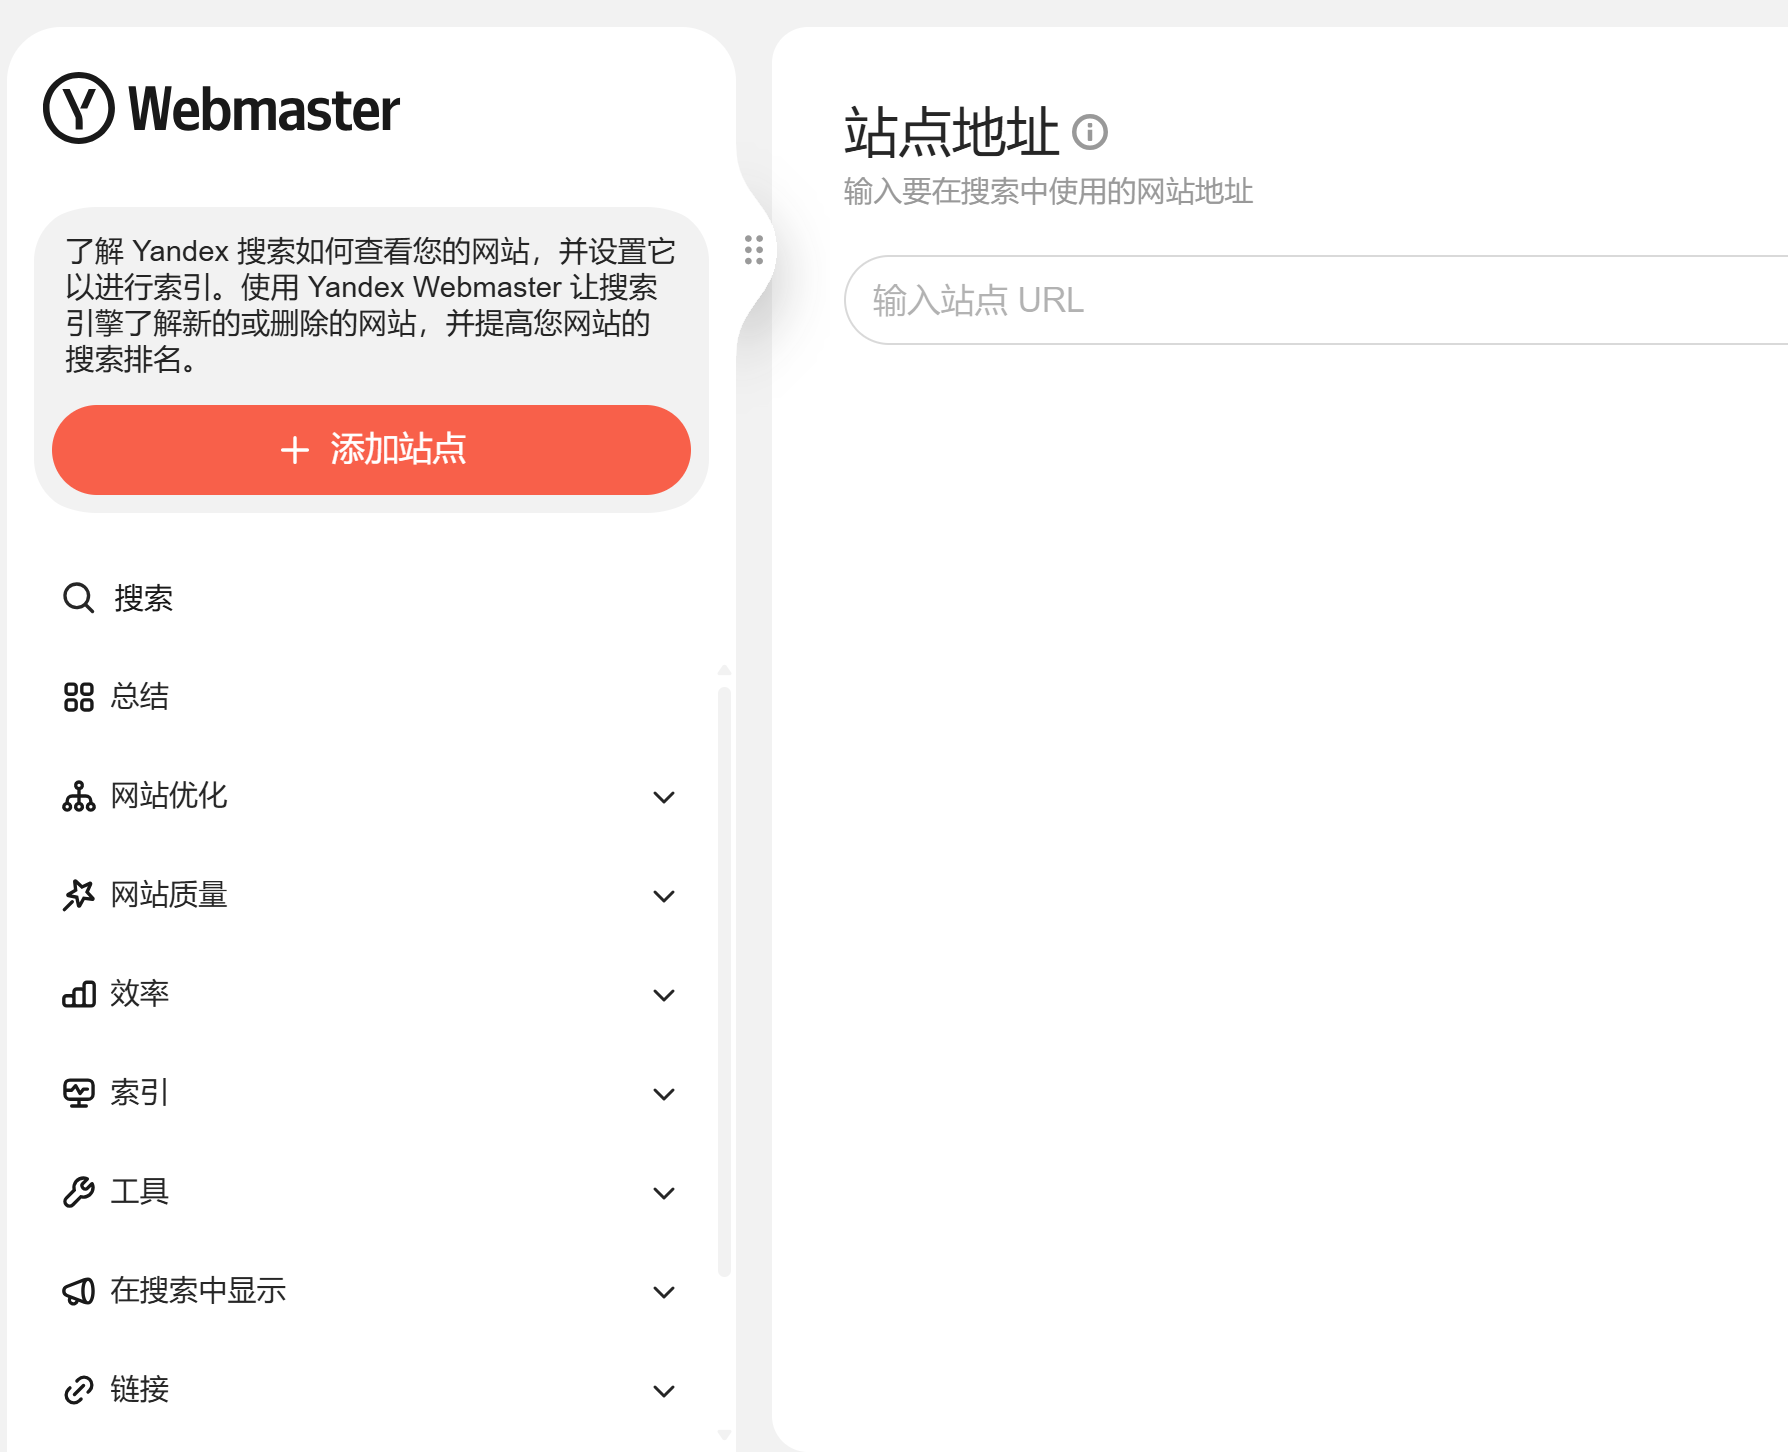 Webmaster
了解 Yandex 搜索如何查看您的网站，并设置它
以进行索引。使用 Yandex Webmaster 让搜索
引擎了解新的或删除的网站，并提高您网站的
搜索排名。
添加站点
搜索
总结
网站优化
网站质量
效率
索引
工具
在搜索中显示
链接
站点地址
输入要在搜索中使用的网站地址
输入站点 URL